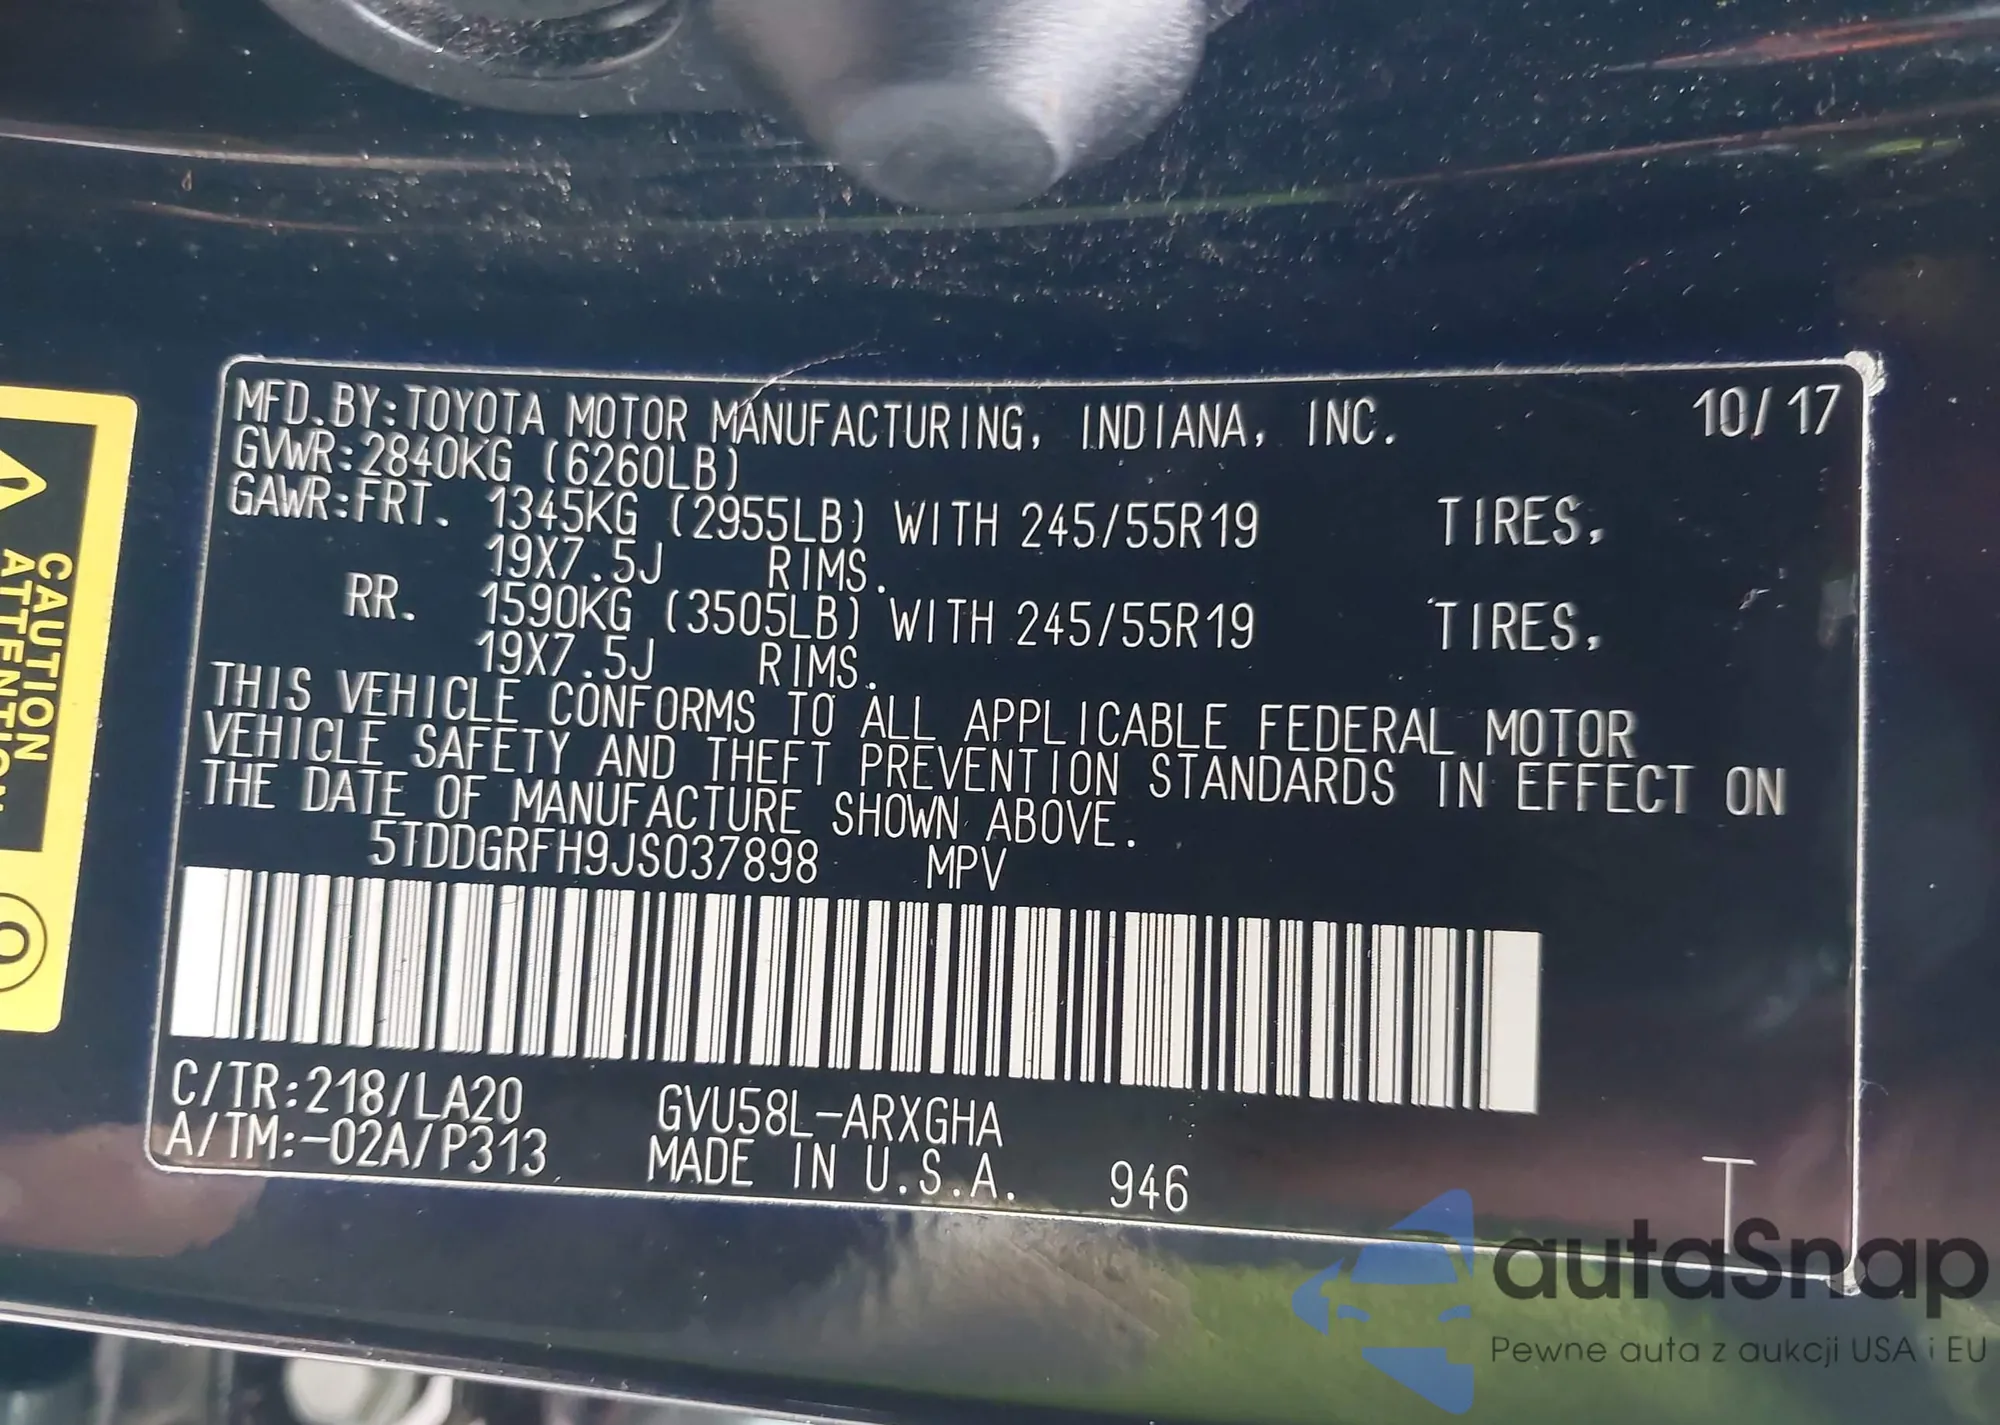 MFD.BY:TOYOTA MOTOR MANUFACTURING, INDIANA, INC. 10/17
GVWR:2840KG (6260LB)
GAWR:FRT. 1345KG (2955LB) WITH 245/55R19 TIRES,
19X7.5J RIMS.
RR. 1590KG (3505LB) WITH 245/55R19 TIRES,
19X7.5J RIMS.
THIS VEHICLE CONFORMS TO ALL APPLICABLE FEDERAL MOTOR
VEHICLE SAFETY AND THEFT PREVENTION STANDARDS IN EFFECT ON
THE DATE OF MANUFACTURE SHOWN ABOVE.
5TDDGRFH9JS037898 MPV
C/TR:218/LA20 GVU58L-ARXGHA
A/TM:-02A/P313 MADE IN U.S.A. 946
T
CAUTION
ATTENTION
autaSnap
Pewne auta z aukcji USA i EU